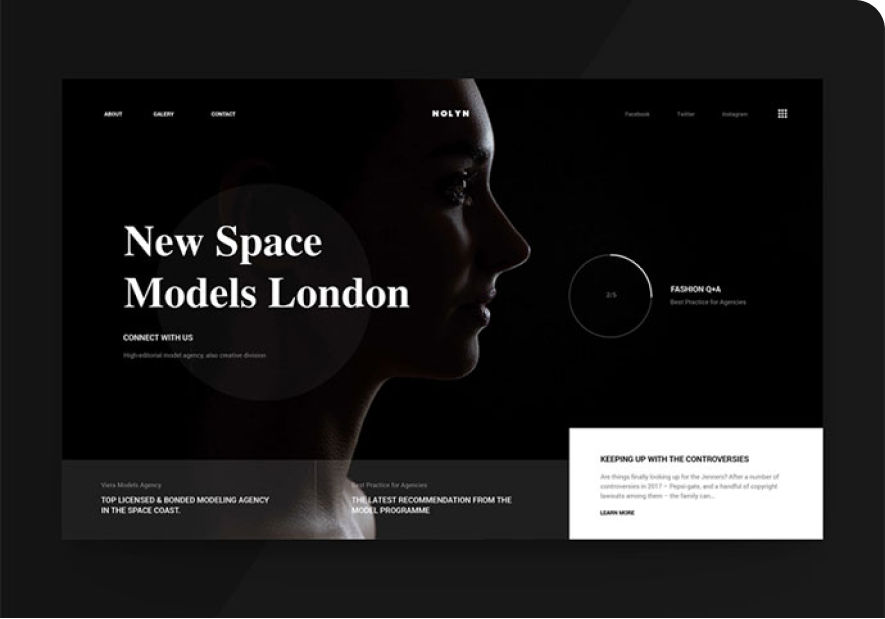 ABOUT GALERY CONTACT NOLYN Facebook Twitter Instagram
New Space
Models London
CONNECT WITH US
High-editorial model agency, also creative division
2/5
FASHION Q+A
Best Practice for Agencies
Viera Models Agency
TOP LICENSED & BONDED MODELING AGENCY
IN THE SPACE COAST.
Best Practice for Agencies
THE LATEST RECOMMENDATION FROM THE
MODEL PROGRAMME
KEEPING UP WITH THE CONTROVERSIES
Are things finally looking up for the Jenners? After a number of
controversies in 2017 – Pepsi-gate, and a handful of copyright
lawsuits among them – the family can...
LEARN MORE